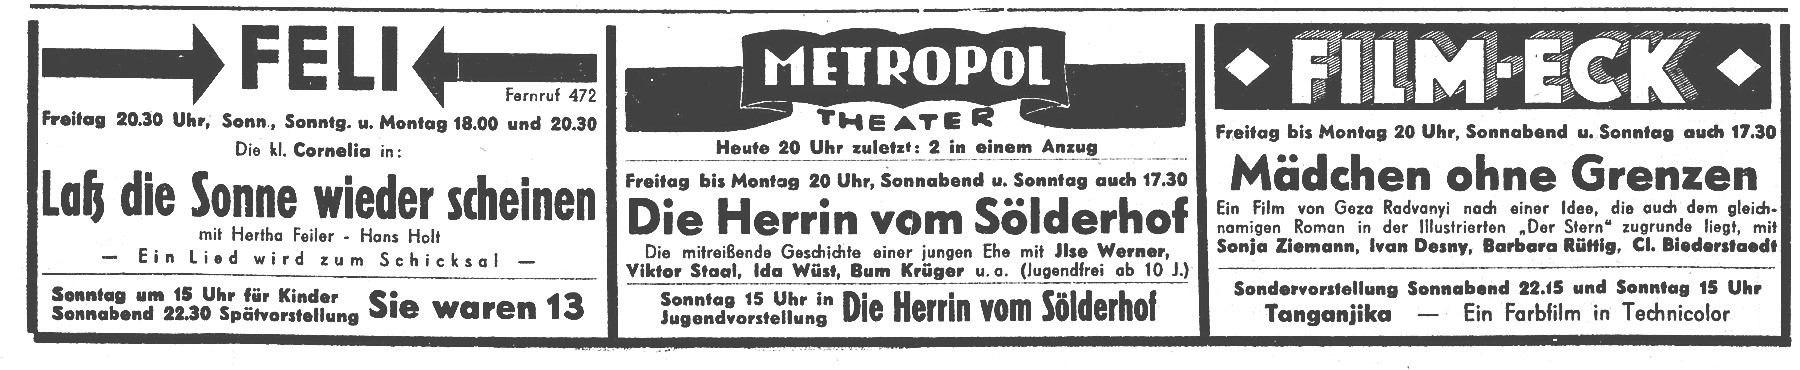 FELI
Fernruf 472
Freitag 20.30 Uhr, Sonn., Sonntg. u. Montag 18.00 und 20.30
Die kl. Cornelia in:
Laß die Sonne wieder scheinen
mit Hertha Feiler - Hans Holt
— Ein Lied wird zum Schicksal —
Sonntag um 15 Uhr für Kinder
Sonnabend 22.30 Spätvorstellung
Sie waren 13
METROPOL
THEATER
Heute 20 Uhr zuletzt: 2 in einem Anzug
Freitag bis Montag 20 Uhr, Sonnabend u. Sonntag auch 17.30
Die Herrin vom Sölderhof
Die mitreißende Geschichte einer jungen Ehe mit Jlse Werner,
Viktor Staal, Ida Wüst, Bum Krüger u. a. (Jugendfrei ab 10 J.)
Sonntag 15 Uhr in
Jugendvorstellung
Die Herrin vom Sölderhof
FILM-ECK
Freitag bis Montag 20 Uhr, Sonnabend u. Sonntag auch 17.30
Mädchen ohne Grenzen
Ein Film von Geza Radvanyi nach einer Idee, die auch dem gleich-
namigen Roman in der Illustrierten „Der Stern" zugrunde liegt, mit
Sonja Ziemann, Ivan Desny, Barbara Rüttig, Cl. Biederstaedt
Sondervorstellung Sonnabend 22.15 und Sonntag 15 Uhr
Tanganjika — Ein Farbfilm in Technicolor